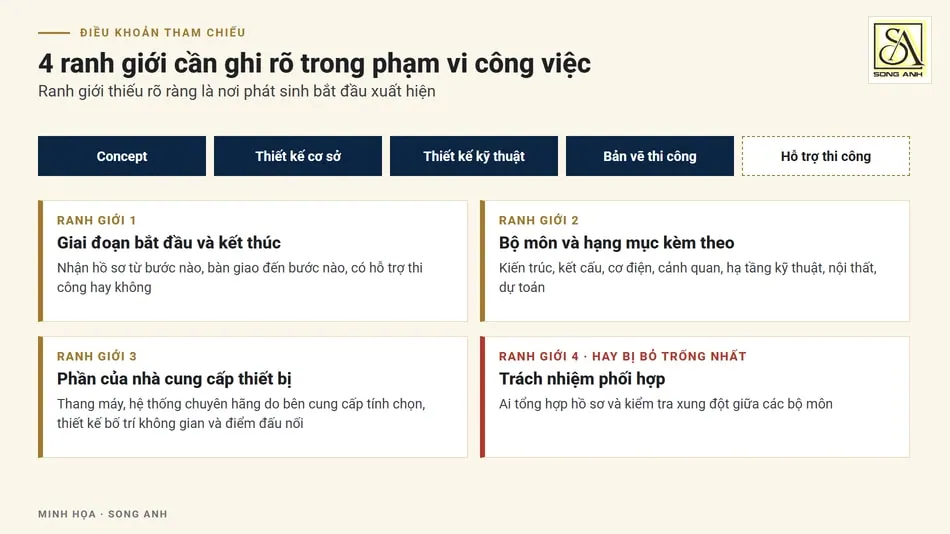 ĐIỀU KHOẢN THAM CHIẾU
4 ranh giới cần ghi rõ trong phạm vi công việc
Ranh giới thiếu rõ ràng là nơi phát sinh bắt đầu xuất hiện
SA
SONG ANH
Concept
Thiết kế cơ sở
Thiết kế kỹ thuật
Bản vẽ thi công
Hỗ trợ thi công
RANH GIỚI 1
Giai đoạn bắt đầu và kết thúc
Nhận hồ sơ từ bước nào, bàn giao đến bước nào, có hỗ trợ thi
công hay không
RANH GIỚI 2
Bộ môn và hạng mục kèm theo
Kiến trúc, kết cấu, cơ điện, cảnh quan, hạ tầng kỹ thuật, nội thất,
dự toán
RANH GIỚI 3
Phần của nhà cung cấp thiết bị
Thang máy, hệ thống chuyên hãng do bên cung cấp tính chọn,
thiết kế bố trí không gian và điểm đấu nối
RANH GIỚI 4 · HAY BỊ BỎ TRỐNG NHẤT
Trách nhiệm phối hợp
Ai tổng hợp hồ sơ và kiểm tra xung đột giữa các bộ môn
MINH HỌA · SONG ANH